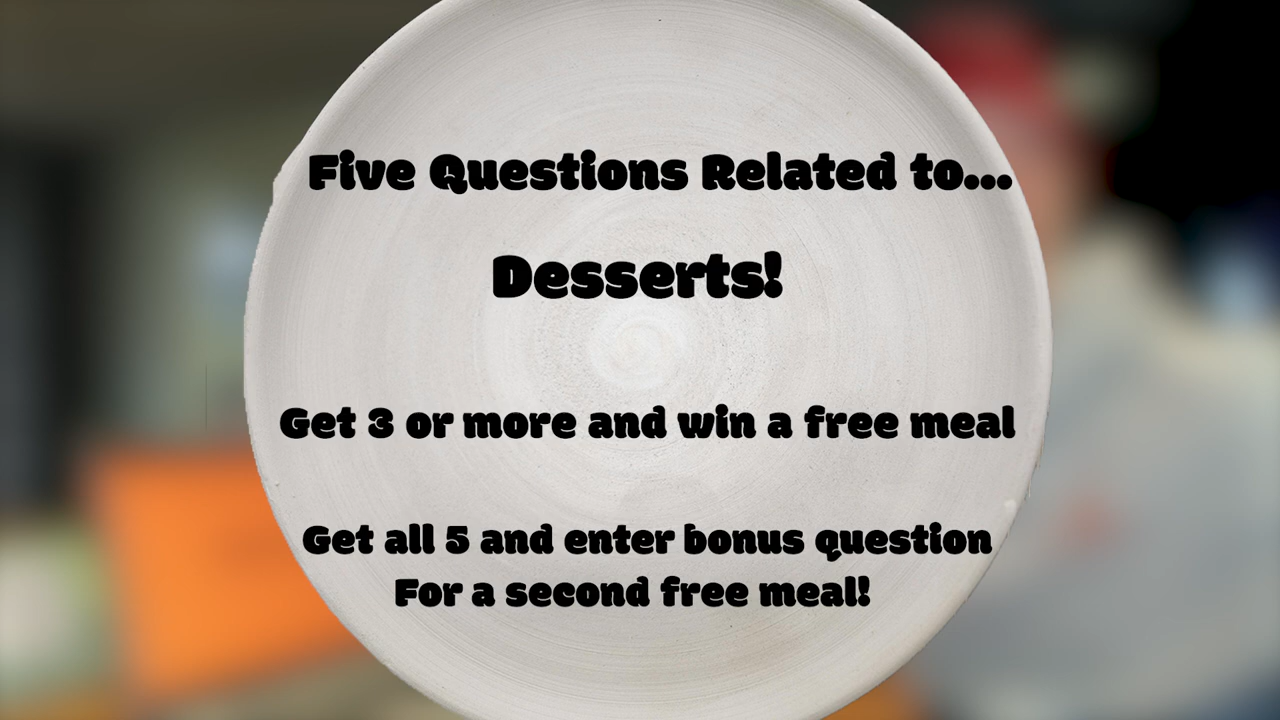 Five Questions Related to...
Desserts!
Get 3 or more and win a free meal
Get all 5 and enter bonus question
For a second free meal!